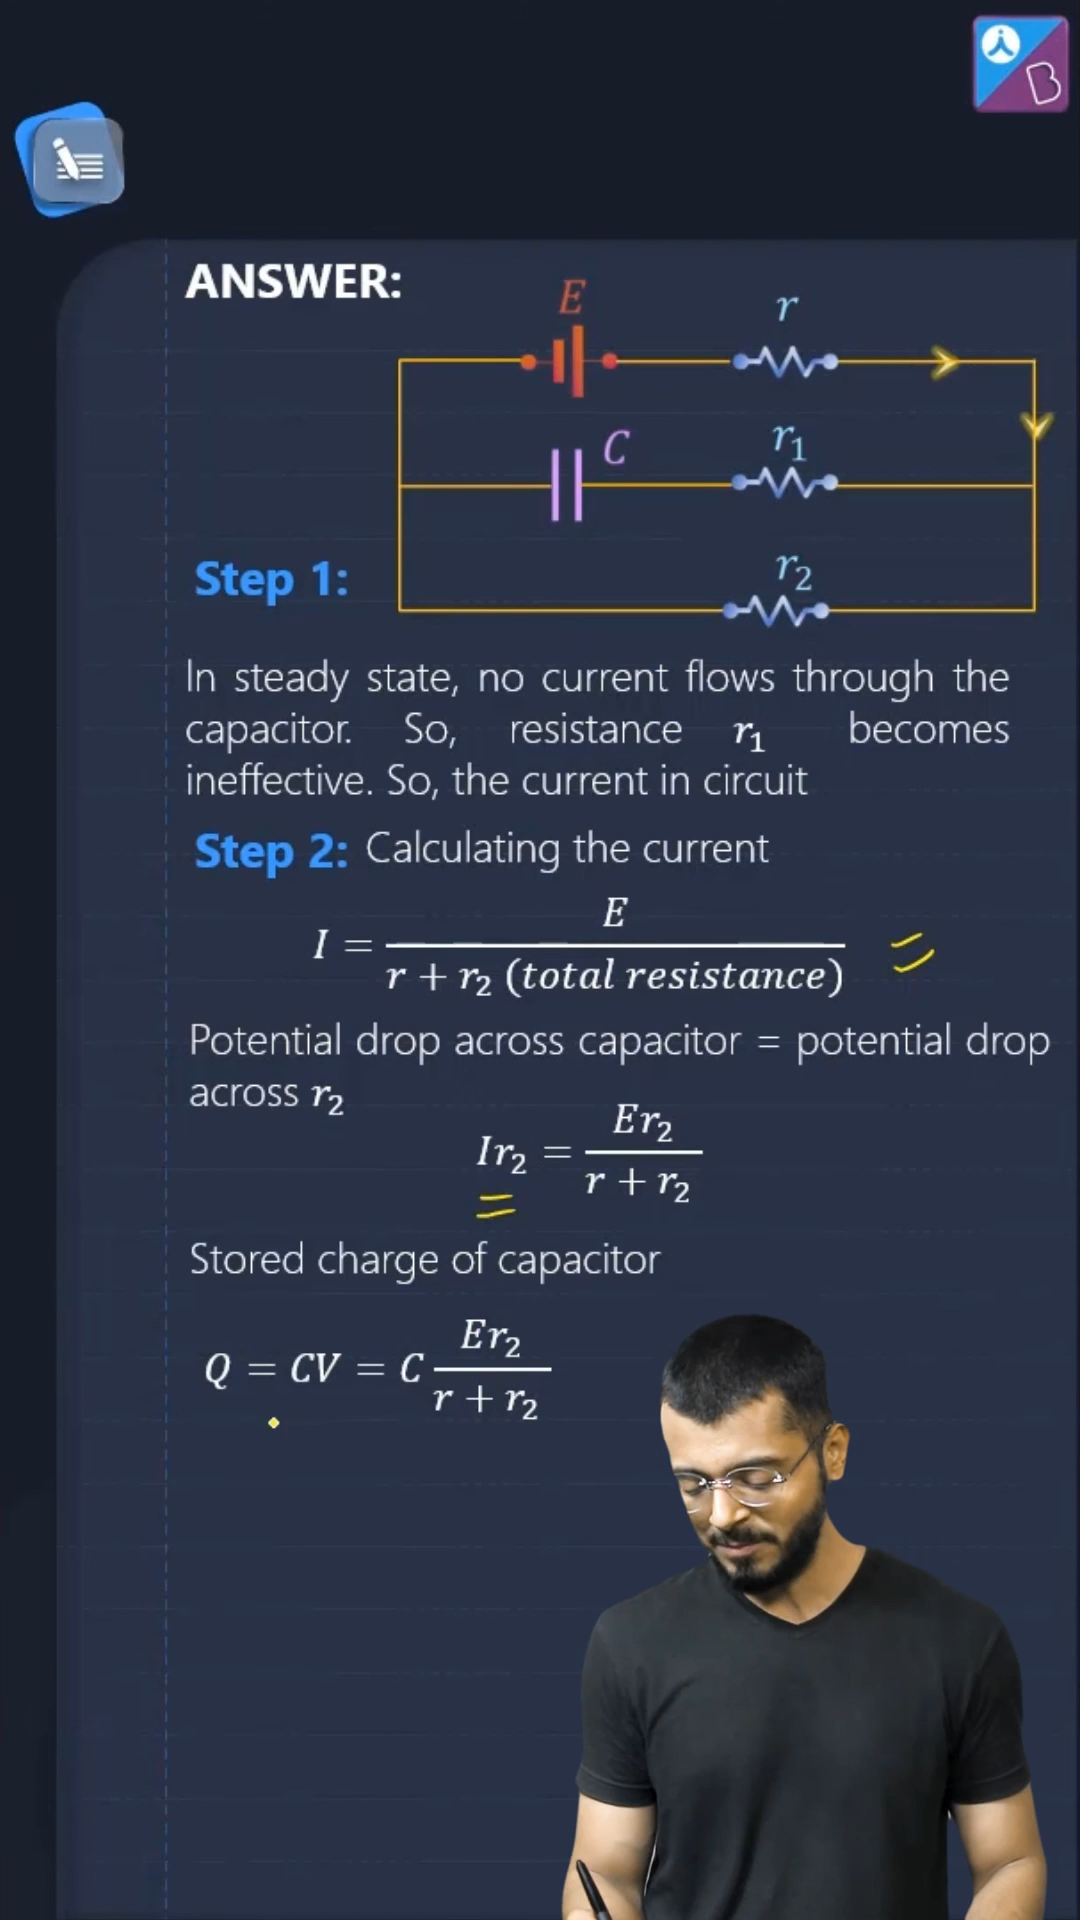 B
ANSWER:
E
r
C
r₁
r₂
Step 1:
In steady state, no current flows through the
capacitor. So, resistance r₁ becomes
ineffective. So, the current in circuit
Step 2: Calculating the current
I = E / r + r₂ (total resistance)
Potential drop across capacitor = potential drop
across r₂
Ir₂ = Er₂ / r + r₂
Stored charge of capacitor
Q = CV = C Er₂ / r + r₂